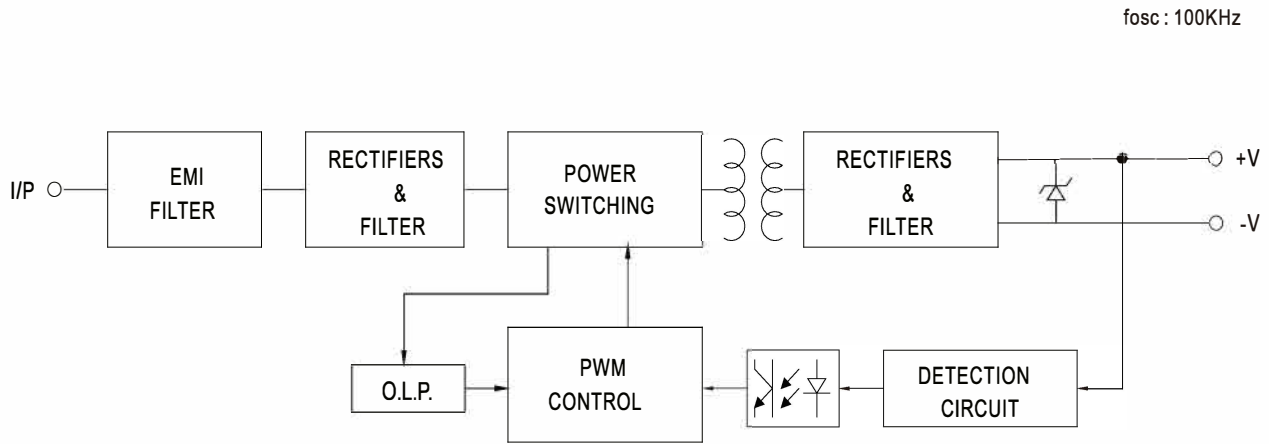 fosc : 100KHz
I/P
EMI
FILTER
RECTIFIERS
&
FILTER
POWER
SWITCHING
RECTIFIERS
&
FILTER
+V
-V
O.L.P.
PWM
CONTROL
DETECTION
CIRCUIT